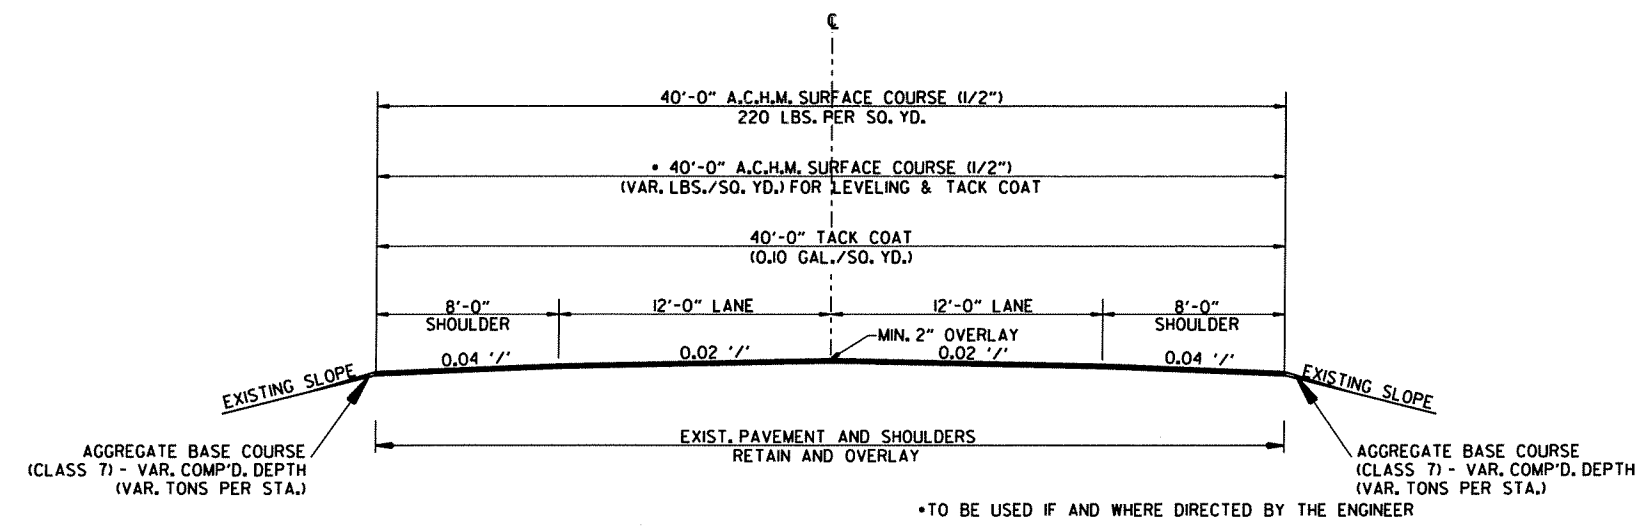 ℄
40'-0" A.C.H.M. SURFACE COURSE (1/2")
220 LBS. PER SQ. YD.
• 40'-0" A.C.H.M. SURFACE COURSE (1/2")
(VAR. LBS./SQ. YD.) FOR LEVELING & TACK COAT
40'-0" TACK COAT
(0.10 GAL./SQ. YD.)
8'-0"
SHOULDER
12'-0" LANE
12'-0" LANE
8'-0"
SHOULDER
MIN. 2" OVERLAY
0.04 '/'
0.02 '/'
0.02 '/'
0.04 '/'
EXISTING SLOPE
EXISTING SLOPE
EXIST. PAVEMENT AND SHOULDERS
RETAIN AND OVERLAY
AGGREGATE BASE COURSE
(CLASS 7) - VAR. COMP'D. DEPTH
(VAR. TONS PER STA.)
AGGREGATE BASE COURSE
(CLASS 7) - VAR. COMP'D. DEPTH
(VAR. TONS PER STA.)
•TO BE USED IF AND WHERE DIRECTED BY THE ENGINEER